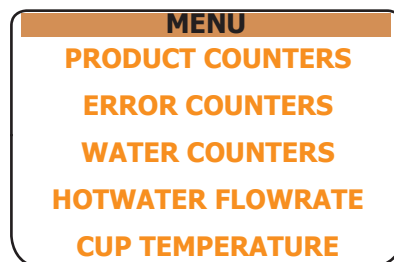 MENU
PRODUCT COUNTERS
ERROR COUNTERS
WATER COUNTERS
HOTWATER FLOWRATE
CUP TEMPERATURE